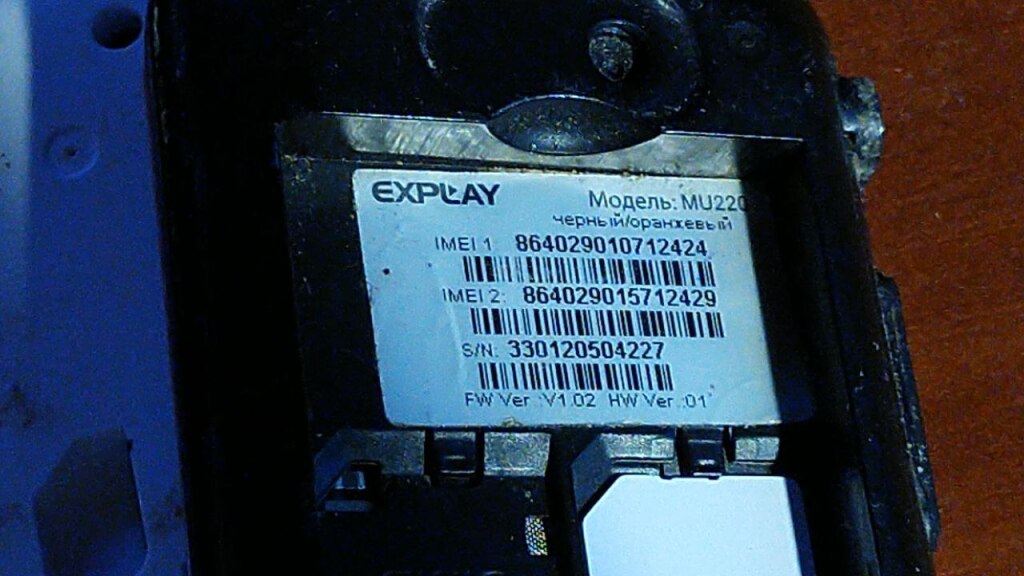 EXPLAY
Модель: MU220
черный/оранжевый
IMEI 1 864029010712424
IMEI 2: 864029015712429
S/N: 330120504227
FW Ver :V1.02 HW Ver :01